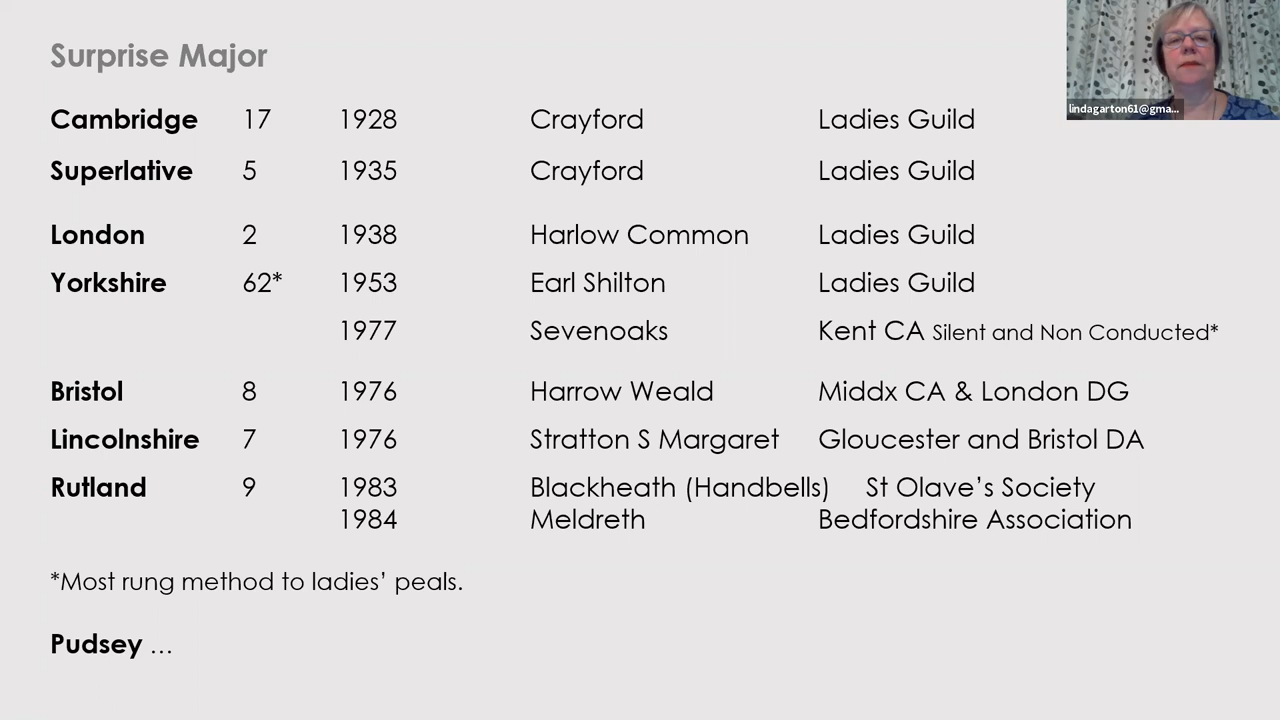 Surprise Major
lindagarton61@gma...
Cambridge 17 1928 Crayford Ladies Guild
Superlative 5 1935 Crayford Ladies Guild
London 2 1938 Harlow Common Ladies Guild
Yorkshire 62* 1953 Earl Shilton Ladies Guild
1977 Sevenoaks Kent CA Silent and Non Conducted*
Bristol 8 1976 Harrow Weald Middx CA & London DG
Lincolnshire 7 1976 Stratton S Margaret Gloucester and Bristol DA
Rutland 9 1983 Blackheath (Handbells) St Olave’s Society
1984 Meldreth Bedfordshire Association
*Most rung method to ladies’ peals.
Pudsey ...